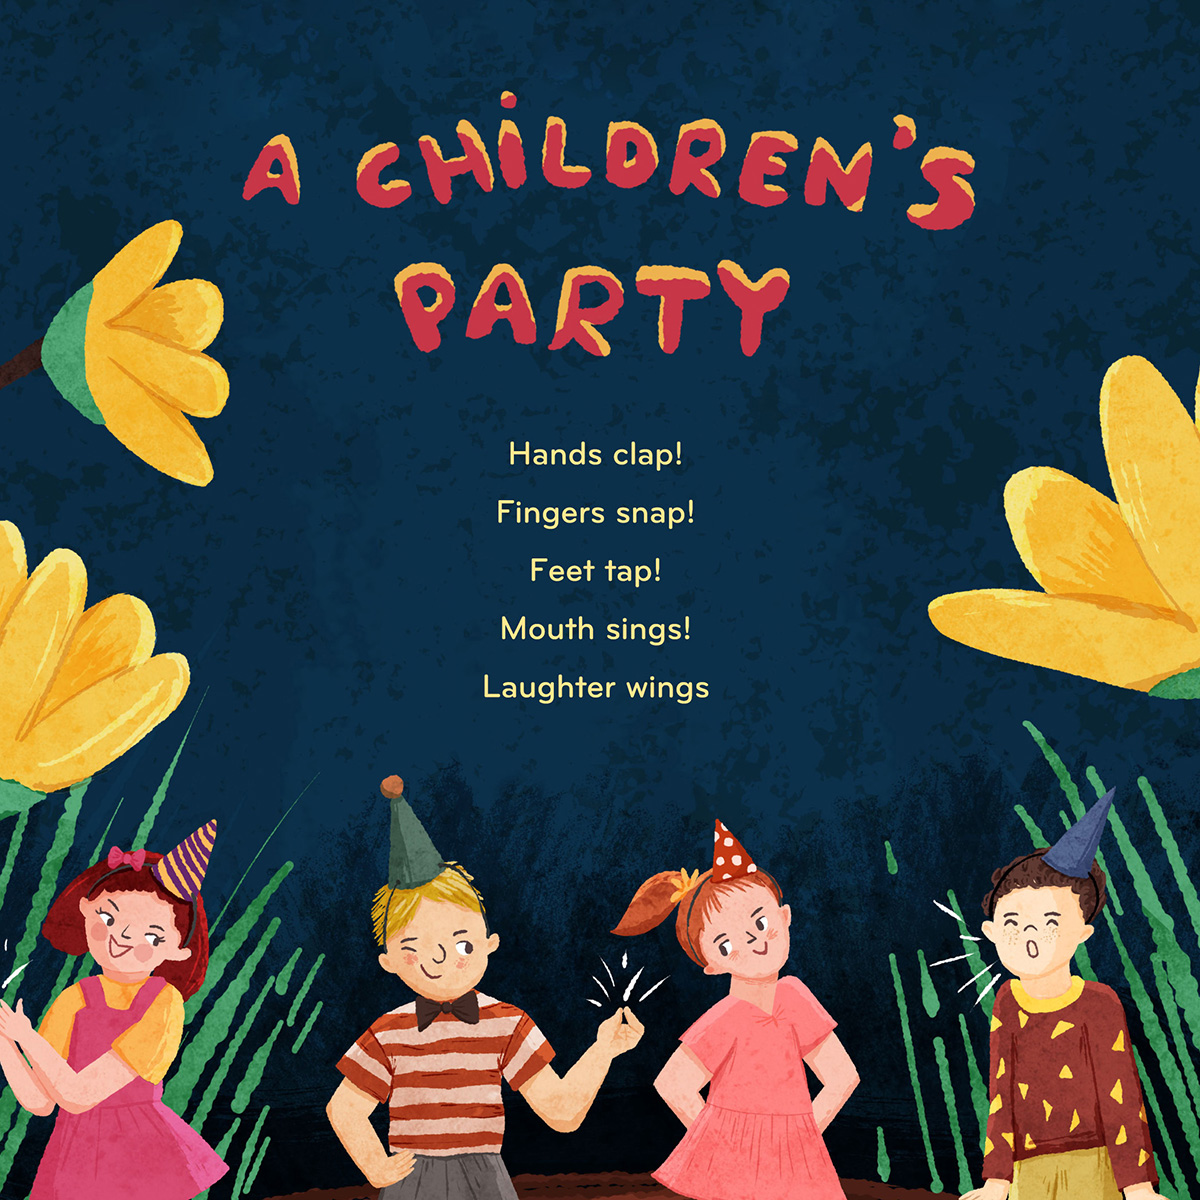 A CHiLDREN'S
PARTY
Hands clap!
Fingers snap!
Feet tap!
Mouth sings!
Laughter wings